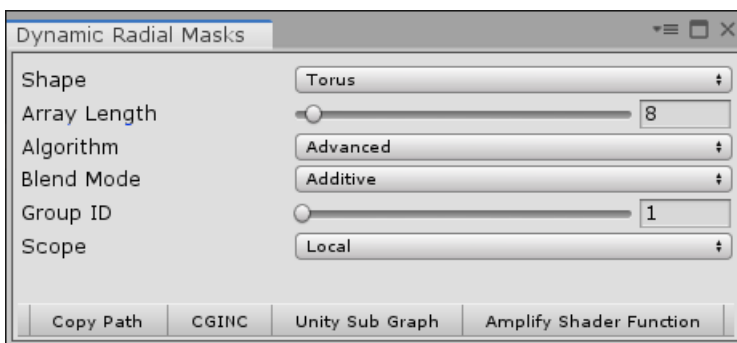 Dynamic Radial Masks
Shape Torus
Array Length 8
Algorithm Advanced
Blend Mode Additive
Group ID 1
Scope Local
Copy Path CGINC Unity Sub Graph Amplify Shader Function